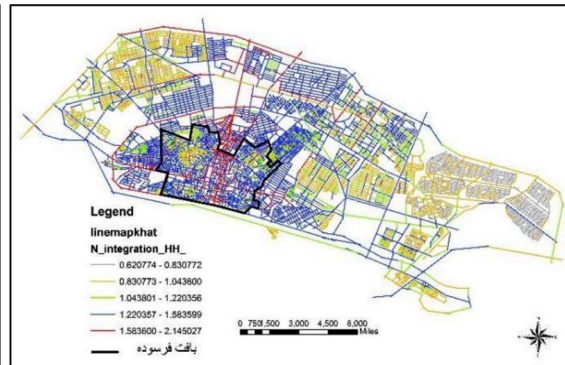 Legend
linemapkhat
N_integration_HH_
0.620774 - 0.830772
0.830773 - 1.043800
1.043801 - 1.220356
1.220357 - 1.583599
1.583600 - 2.145027
بافت فرسوده
0 750 1,500 3,000 4,500 6,000
Miles